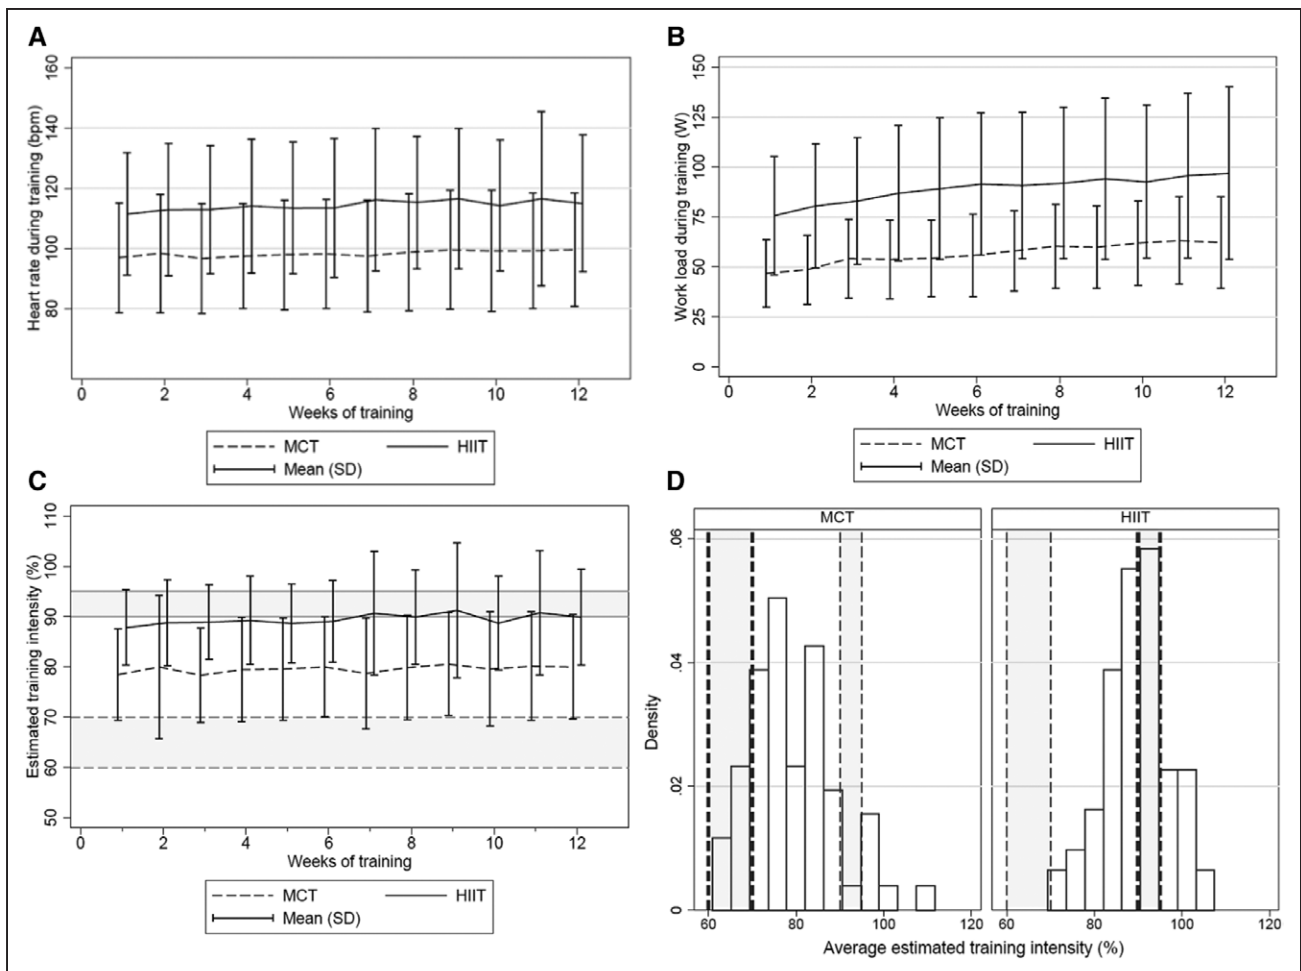 A
Heart rate during training (bpm)
160
140
120
100
80
0 2 4 6 8 10 12
Weeks of training
MCT HIIT
Mean (SD)
B
Work load during training (W)
150
125
100
75
50
25
0
0 2 4 6 8 10 12
Weeks of training
MCT HIIT
Mean (SD)
C
Estimated training intensity (%)
110
100
90
80
70
60
50
0 2 4 6 8 10 12
Weeks of training
MCT HIIT
Mean (SD)
D
MCT HIIT
Density
.06
.04
.02
0
60 80 100 120 60 80 100 120
Average estimated training intensity (%)